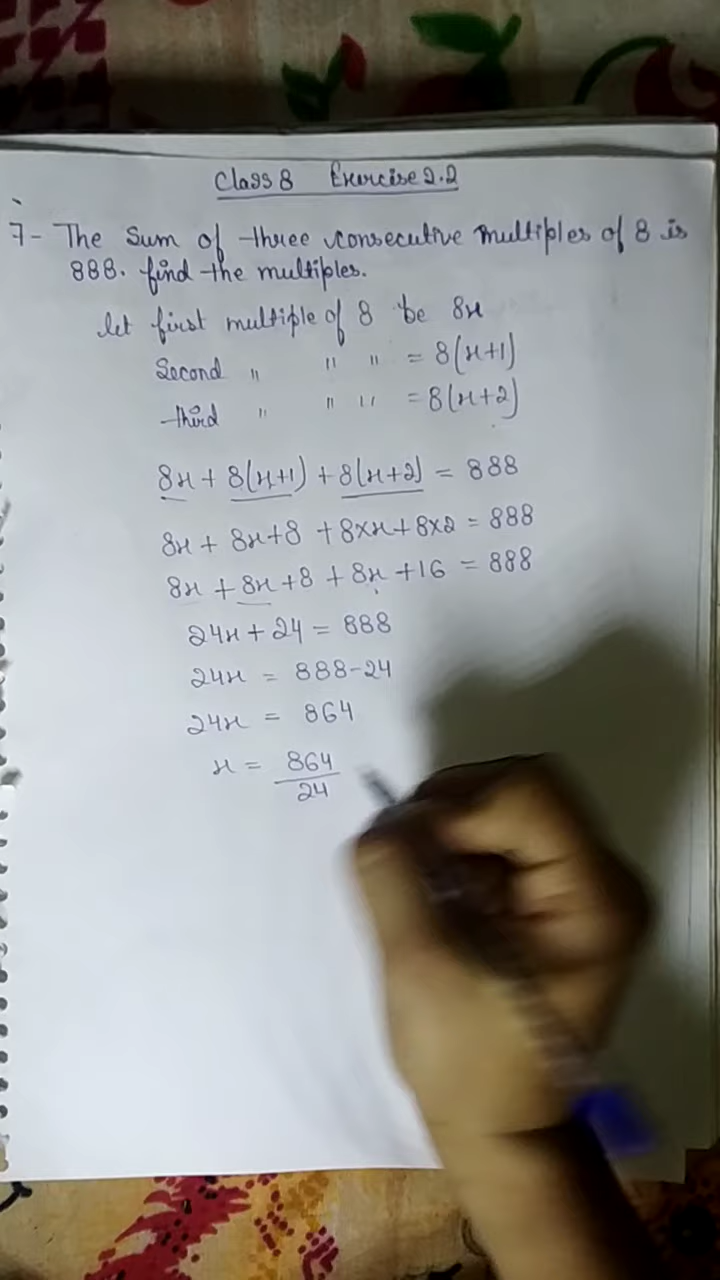 Class 8 Exercise 2.2
7- The Sum of three consecutive multiples of 8 is
888. find the multiples.
let first multiple of 8 be 8x
Second " " " = 8(x+1)
third " " " = 8(x+2)
8x + 8(x+1) + 8(x+2) = 888
8x + 8x+8 + 8×x+8×2 = 888
8x + 8x +8 + 8x +16 = 888
24x + 24 = 888
24x = 888-24
24x = 864
x = 864
24